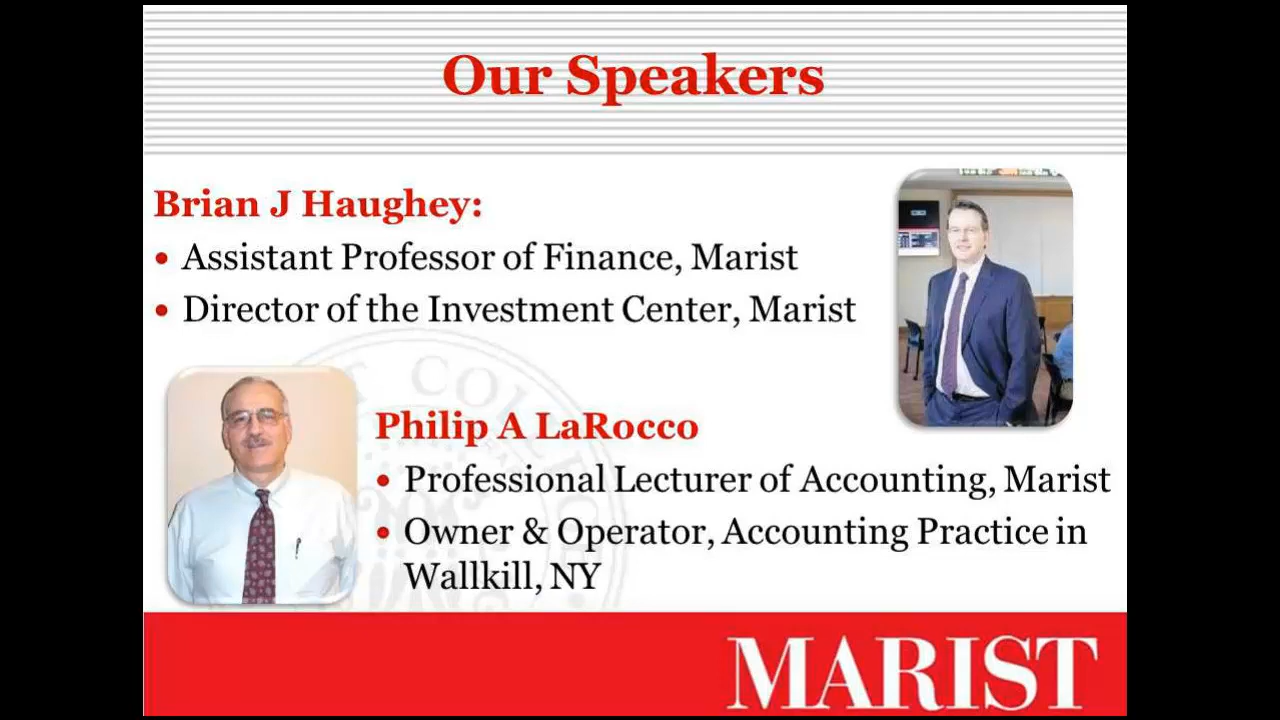 Our Speakers
Brian J Haughey:
• Assistant Professor of Finance, Marist
• Director of the Investment Center, Marist
Philip A LaRocco
• Professional Lecturer of Accounting, Marist
• Owner & Operator, Accounting Practice in
Wallkill, NY
MARIST